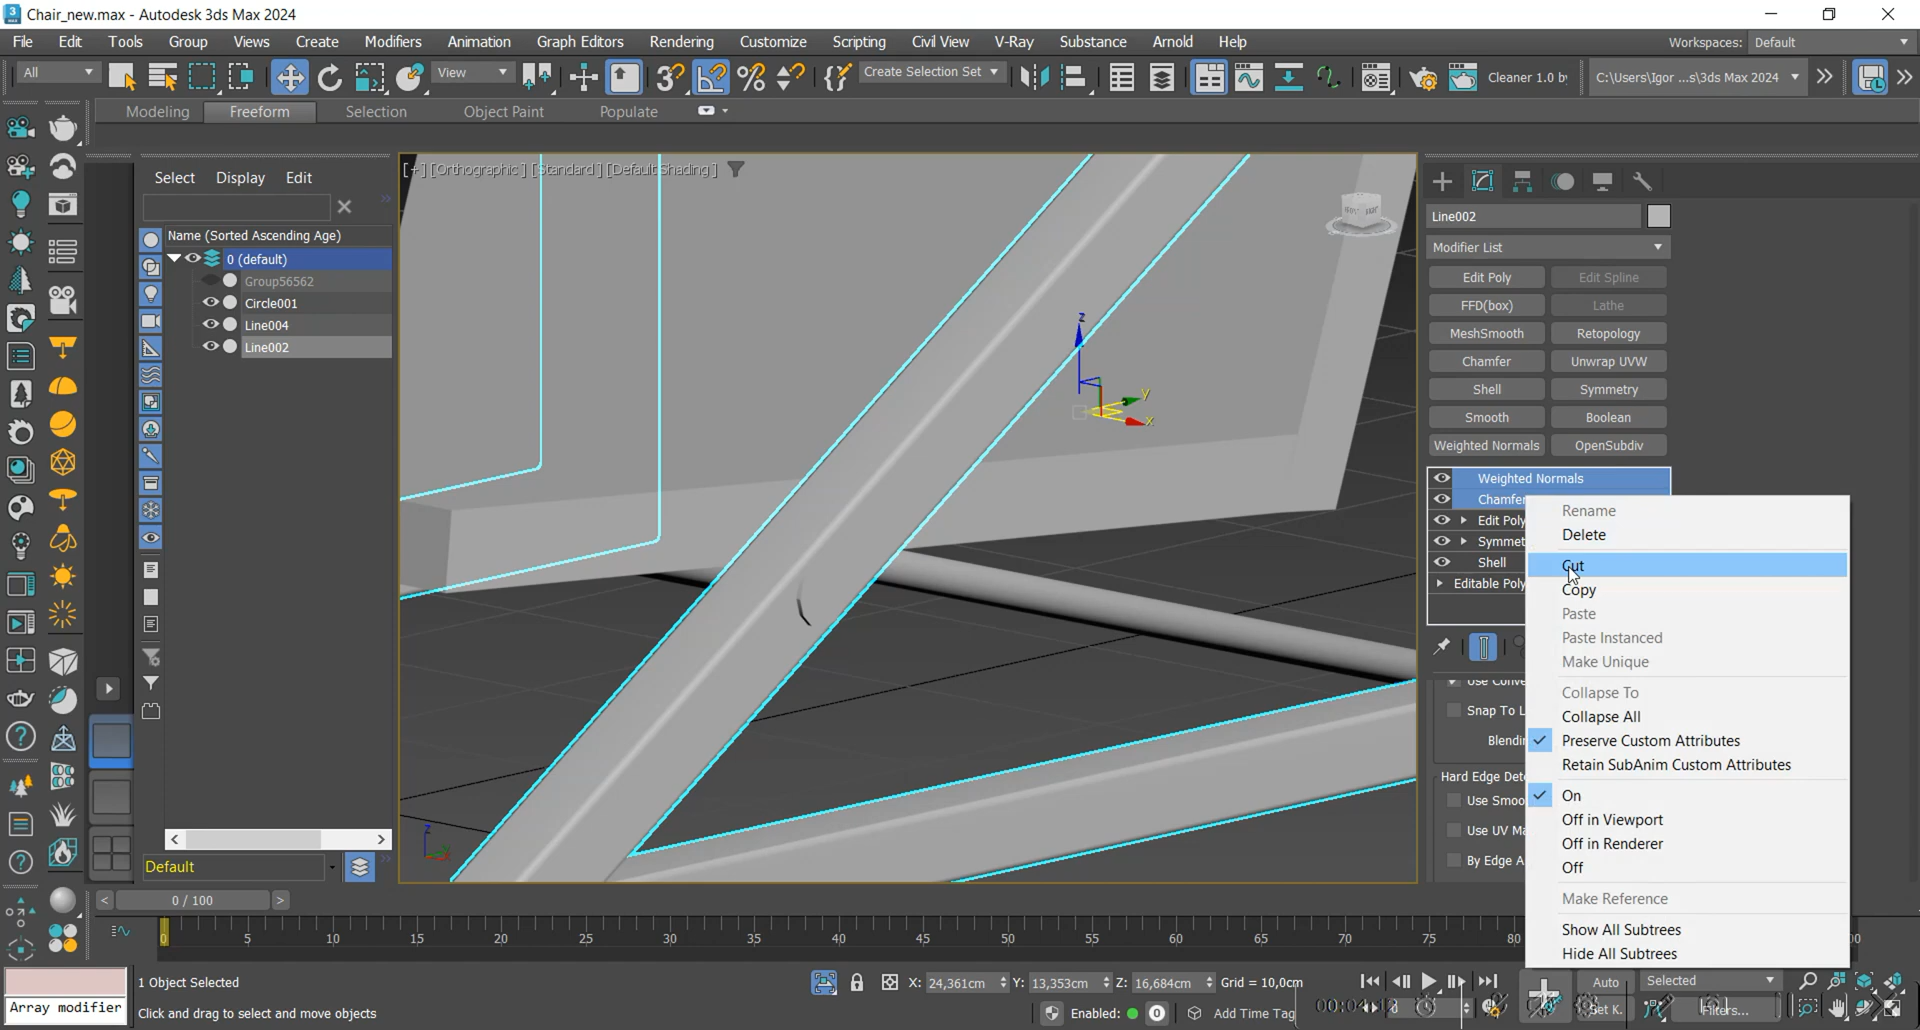 Chair_new.max - Autodesk 3ds Max 2024
File Edit Tools Group Views Create Modifiers Animation Graph Editors Rendering Customize Scripting Civil View V-Ray Substance Arnold Help
Workspaces: Default
All
View
Create Selection Set
Cleaner 1.0 b
C:\Users\Igor ...s\3ds Max 2024
Modeling Freeform Selection Object Paint Populate
Select Display Edit
[+] [Orthographic] [Standard] [Default Shading]
Name (Sorted Ascending Age)
0 (default)
Group56562
Circle001
Line004
Line002
z
y
x
Line002
Modifier List
Edit Poly Edit Spline
FFD(box) Lathe
MeshSmooth Retopology
Chamfer Unwrap UVW
Shell Symmetry
Smooth Boolean
Weighted Normals OpenSubdiv
Weighted Normals
Chamfer
Edit Poly
Symmet
Shell
Editable Poly
Snap To L
Blendin
Hard Edge Dete
Use Smoo
Use UV Ma
By Edge A
Rename
Delete
Cut
Copy
Paste
Paste Instanced
Make Unique
Collapse To
Collapse All
Preserve Custom Attributes
Retain SubAnim Custom Attributes
On
Off in Viewport
Off in Renderer
Off
Make Reference
Show All Subtrees
Hide All Subtrees
z
Default
0 / 100
0 5 10 15 20 25 30 35 40 45 50 55 60 65 70 75 80
1 Object Selected
X: 24,361cm Y: 13,353cm Z: 16,684cm Grid = 10,0cm
Auto Selected
Array modifier
Click and drag to select and move objects
Enabled: 0 Add Time Tag
Filters...